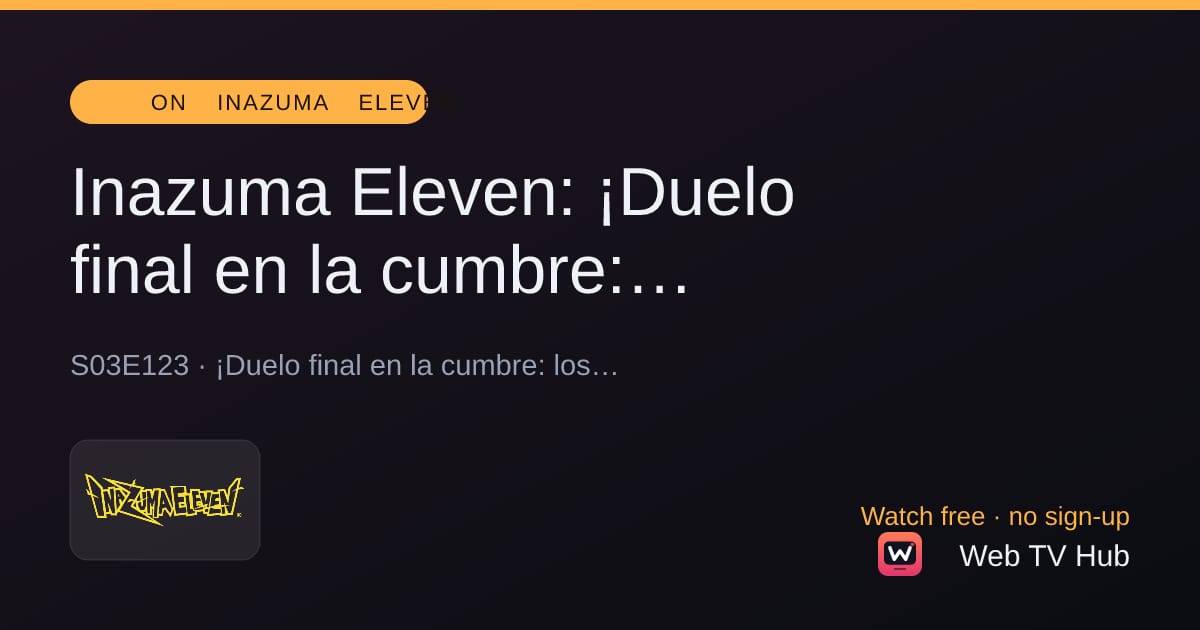 ON INAZUMA ELEVEN
Inazuma Eleven: ¡Duelo
final en la cumbre:…
S03E123 · ¡Duelo final en la cumbre: los…
INAZUMA ELEVEN
Watch free · no sign-up
W
Web TV Hub